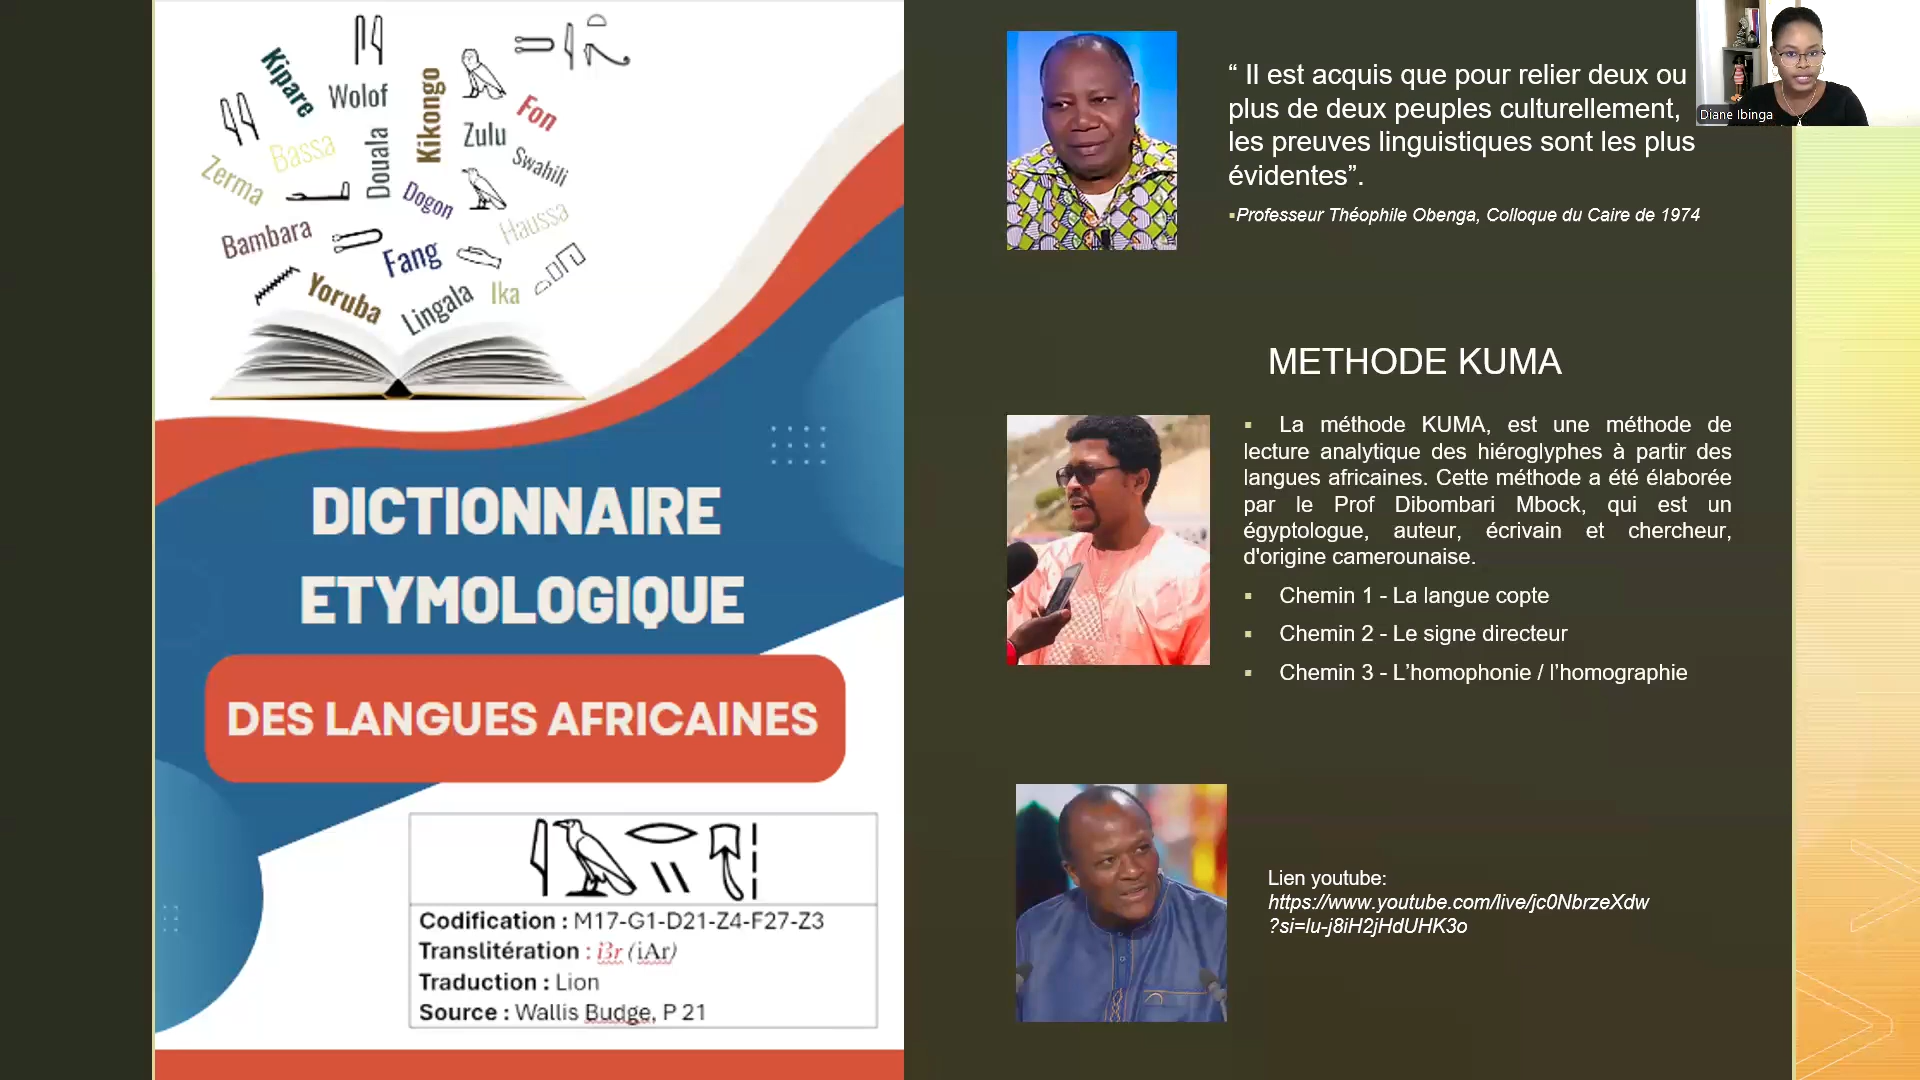 Kipare
Wolof
Kikongo
Fon
Zulu
Bassa
Douala
Swahili
Zerma
Dogon
Haussa
Bambara
Fang
Yoruba
Lingala
Ika
DICTIONNAIRE
ETYMOLOGIQUE
DES LANGUES AFRICAINES
Codification : M17-G1-D21-Z4-F27-Z3
Translitération : i3r (iAr)
Traduction : Lion
Source : Wallis Budge, P 21
“ Il est acquis que pour relier deux ou
plus de deux peuples culturellement,
les preuves linguistiques sont les plus
évidentes”.
▪Professeur Théophile Obenga, Colloque du Caire de 1974
METHODE KUMA
▪ La méthode KUMA, est une méthode de
lecture analytique des hiéroglyphes à partir des
langues africaines. Cette méthode a été élaborée
par le Prof Dibombari Mbock, qui est un
égyptologue, auteur, écrivain et chercheur,
d'origine camerounaise.
▪ Chemin 1 - La langue copte
▪ Chemin 2 - Le signe directeur
▪ Chemin 3 - L’homophonie / l’homographie
Lien youtube:
https://www.youtube.com/live/jc0NbrzeXdw
?si=lu-j8iH2jHdUHK3o
Diane Ibinga